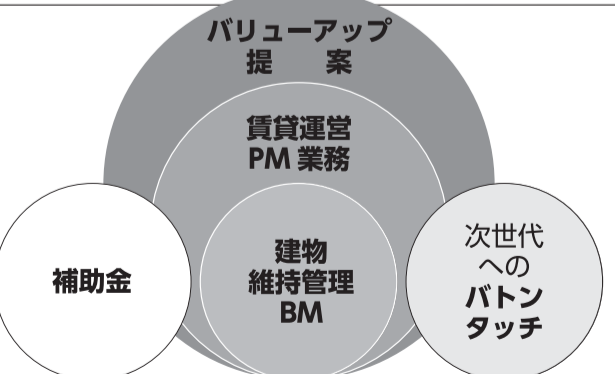 バリューアップ
提　案
賃貸運営
PM 業務
建物
維持管理
BM
補助金
次世代
への
バトン
タッチ